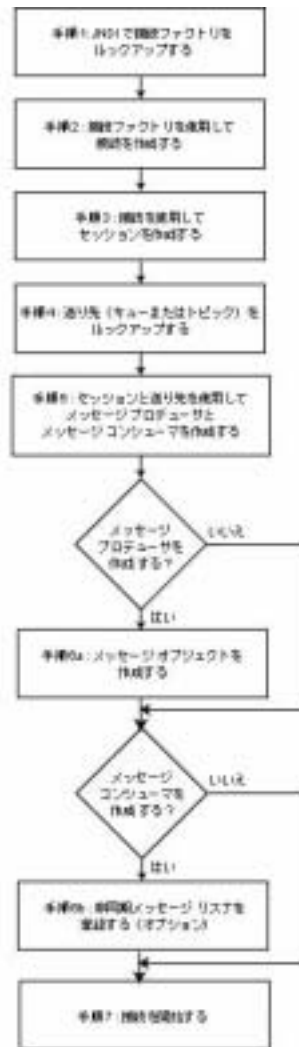 手順1: JNDIで接続ファクトリを
ルックアップする
手順2: 接続ファクトリを使用して
接続を作成する
手順3: 接続を使用して
セッションを作成する
手順4: 送り先（キューまたはトピック）を
ルックアップする
手順5: セッションと送り先を使用して
メッセージ プロデューサと
メッセージ コンシューマを作成する
メッセージ
プロデューサを
作成する?
いいえ
はい
手順6a: メッセージ オブジェクトを
作成する
メッセージ
コンシューマを
作成する?
いいえ
はい
手順6b: 非同期メッセージ リスナを
登録する（オプション）
手順7: 接続を開始する